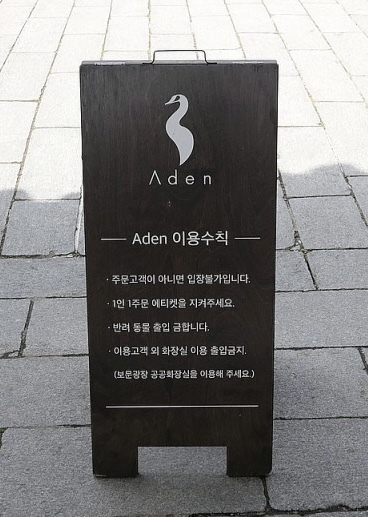 Aden
Aden 이용수칙
· 주문고객이 아니면 입장불가입니다.
· 1인 1주문 에티켓을 지켜주세요.
· 반려 동물 출입 금합니다.
· 이용고객 외 화장실 이용 출입금지.
(보문광장 공공화장실을 이용해 주세요.)